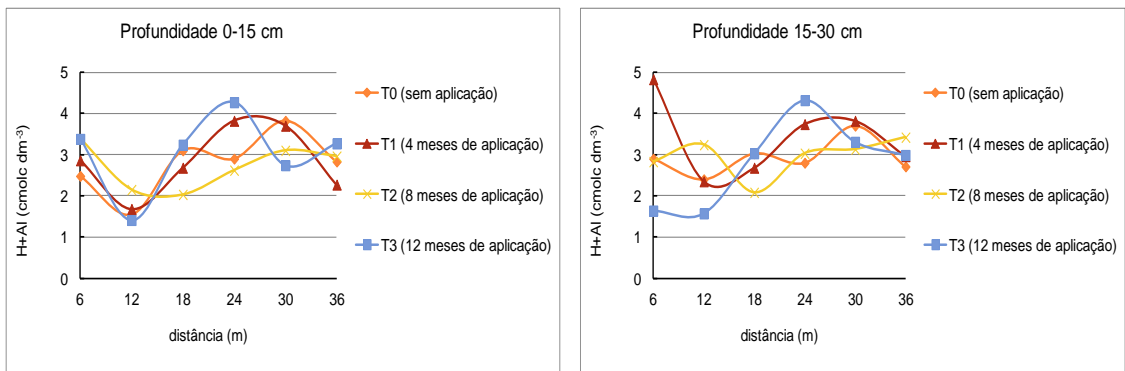 Profundidade 0-15 cm
H+Al (cmolc dm⁻³)
5
4
3
2
1
0
6 12 18 24 30 36
distância (m)
T0 (sem aplicação)
T1 (4 meses de aplicação)
T2 (8 meses de aplicação)
T3 (12 meses de aplicação)
Profundidade 15-30 cm
H+Al (cmolc dm⁻³)
5
4
3
2
1
0
6 12 18 24 30 36
distância (m)
T0 (sem aplicação)
T1 (4 meses de aplicação)
T2 (8 meses de aplicação)
T3 (12 meses de aplicação)